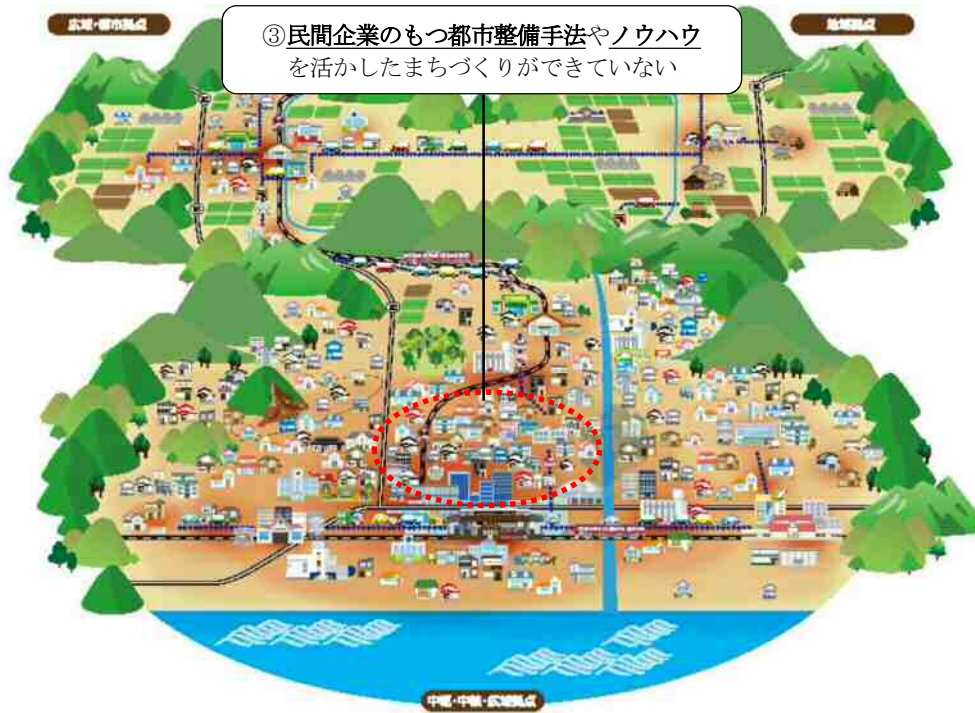 広域・都市拠点
地域拠点
③民間企業のもつ都市整備手法やノウハウ
を活かしたまちづくりができていない
中枢・中核・広域拠点